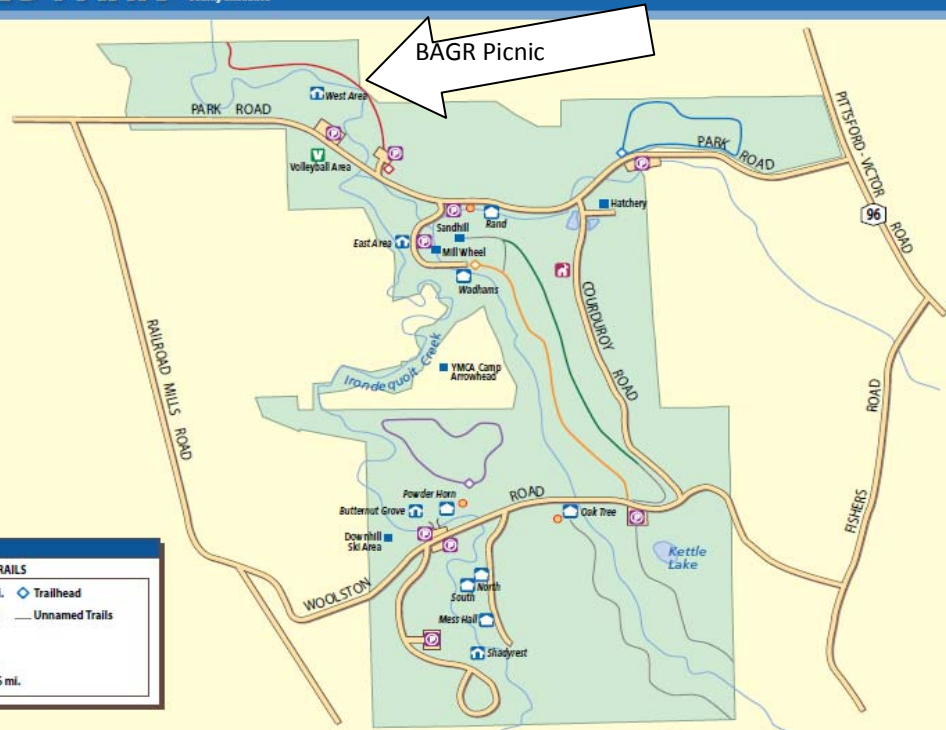 BAGR Picnic
West Area
PARK ROAD
PARK ROAD
PITTSFORD - VICTOR ROAD
96
P
P
P
V
Volleyball Area
Hatchery
P
Sandhill
Rand
East Area
P
Mill Wheel
Wadhams
COURDUROY ROAD
RAILROAD MILLS ROAD
Irondequoit Creek
YMCA Camp
Arrowhead
FISHERS ROAD
Powder Horn
Butternut Grove
WOOLSTON ROAD
Oak Tree
P
P
P
Downhill
Ski Area
Kettle
Lake
North
South
Mess Hall
P
Shadyrest
Trailhead
Unnamed Trails
mi.